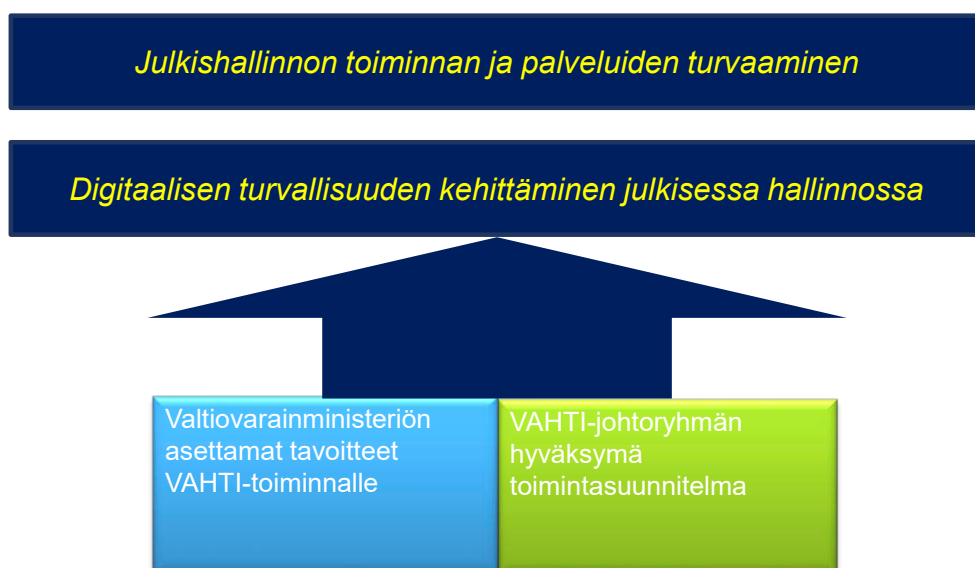 Julkishallinnon toiminnan ja palveluiden turvaaminen
Digitaalisen turvallisuuden kehittäminen julkisessa hallinnossa
Valtiovarainministeriön
asettamat tavoitteet
VAHTI-toiminnalle
VAHTI-johtoryhmän
hyväksymä
toimintasuunnitelma